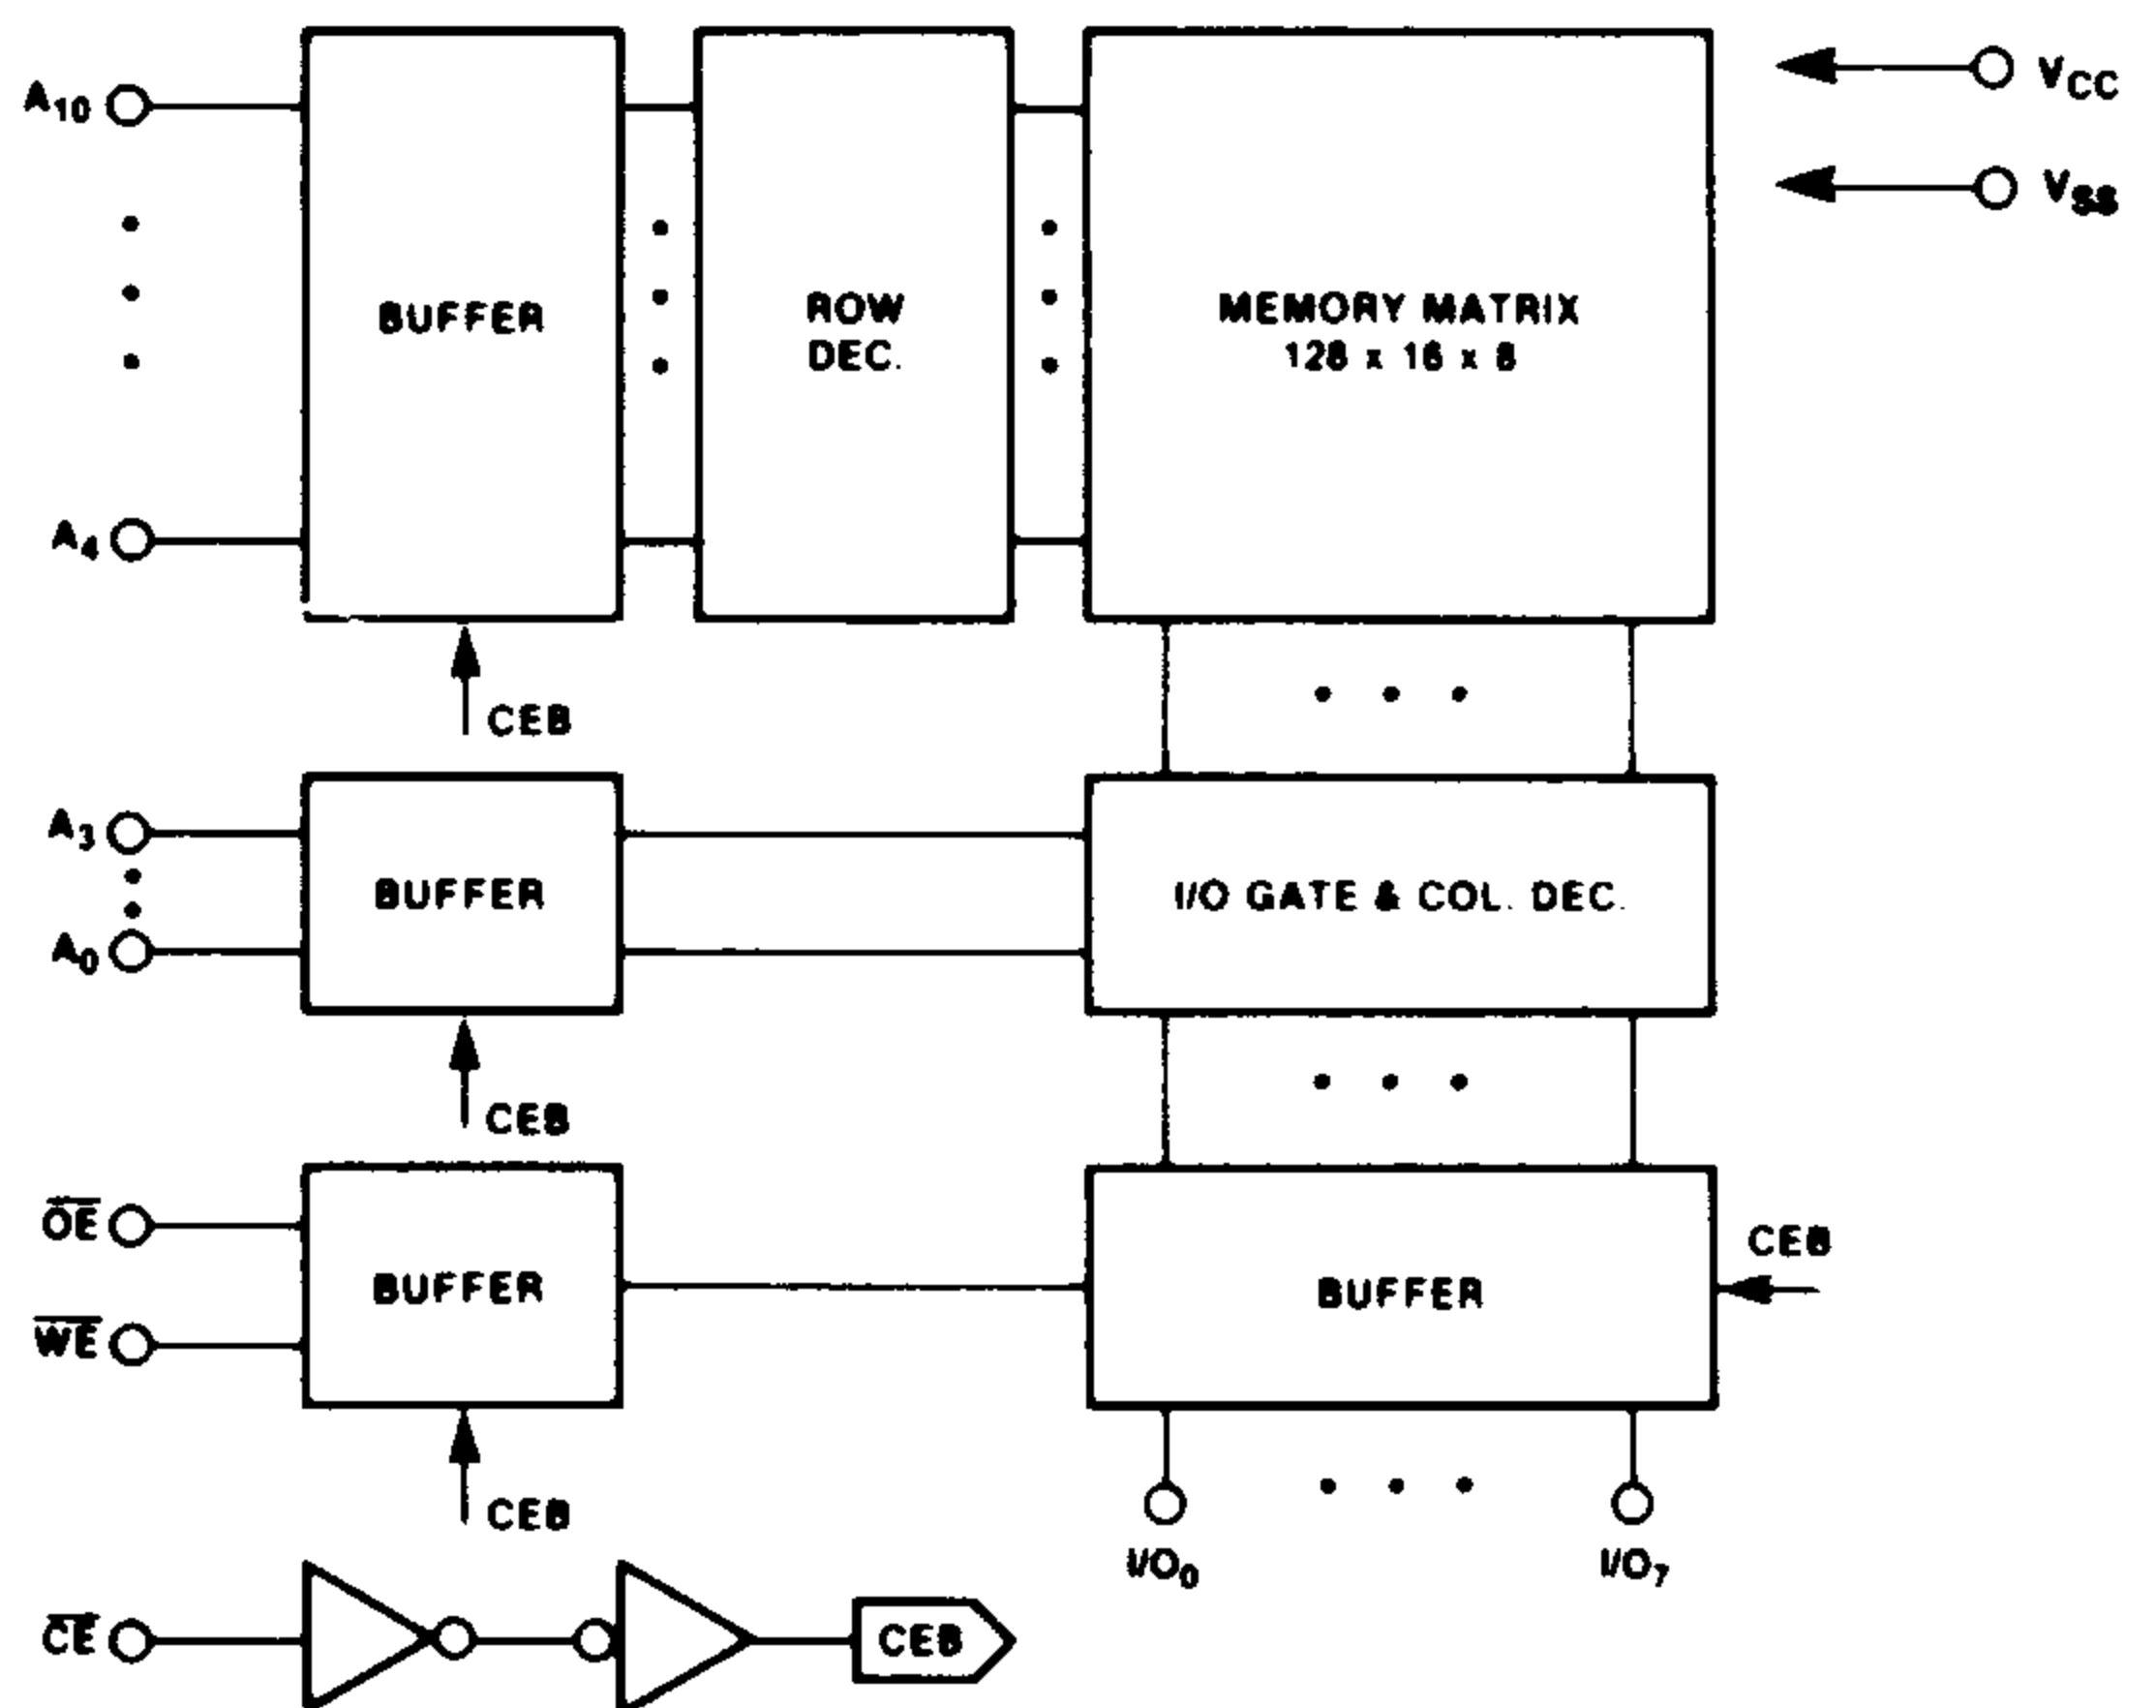 A10
VCC
VSS
BUFFER
ROW
DEC.
MEMORY MATRIX
128 x 16 x 8
A4
CEB
A3
BUFFER
I/O GATE & COL. DEC.
A0
CEB
OE
CEB
BUFFER
BUFFER
WE
CEB
I/O0
I/O7
CE
CEB